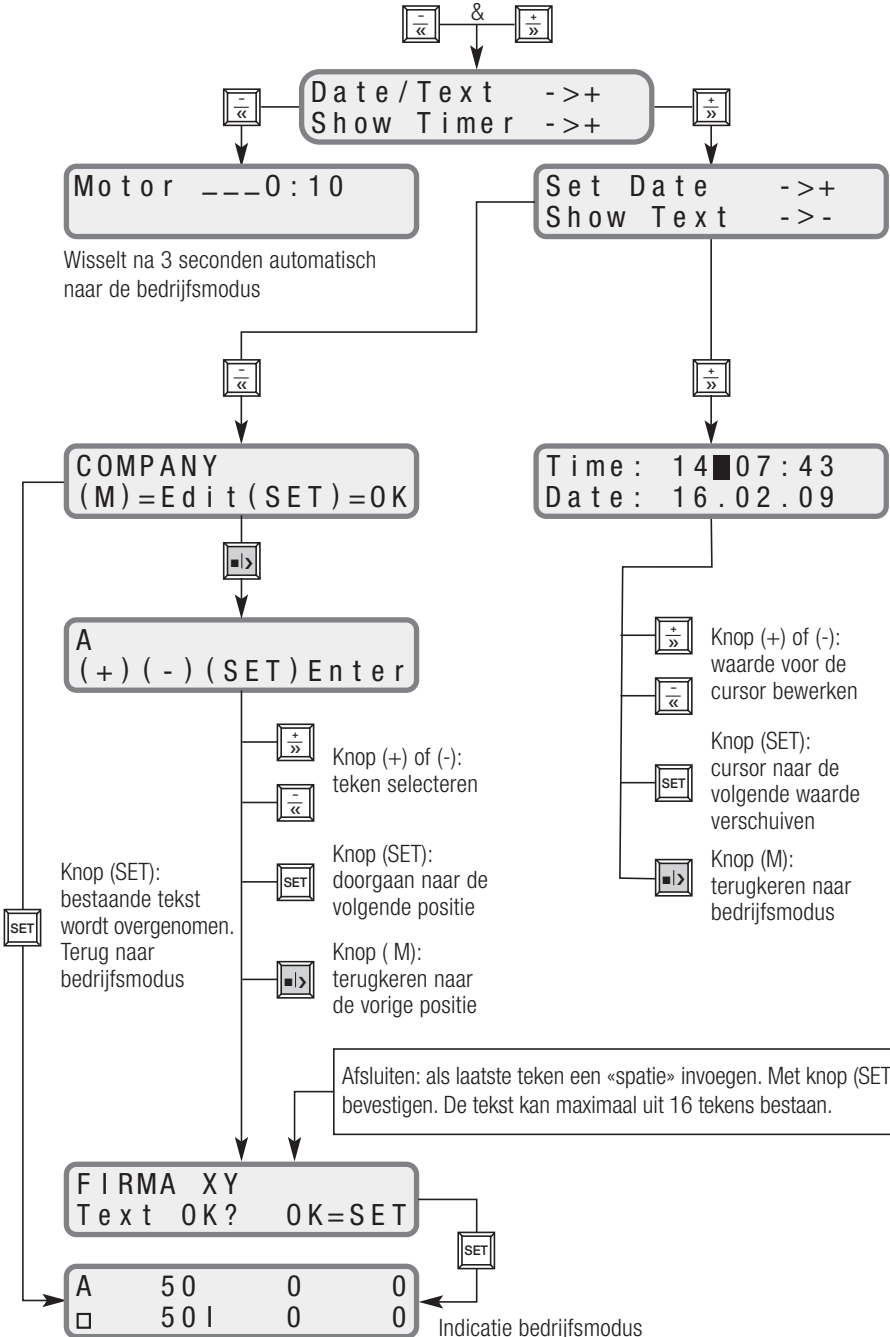 - « & + »
Date/Text ->+
Show Timer ->+
- «
+ »
Motor ___0:10
Set Date ->+
Show Text ->-
Wisselt na 3 seconden automatisch
naar de bedrijfsmodus
- «
+ »
COMPANY
(M)=Edit(SET)=OK
Time: 14 07:43
Date: 16.02.09
A
(+)(-)(SET)Enter
+ »
- «
Knop (+) of (-):
teken selecteren
SET
Knop (SET):
doorgaan naar de
volgende positie
Knop ( M):
terugkeren naar
de vorige positie
+ »
- «
Knop (+) of (-):
waarde voor de
cursor bewerken
SET
Knop (SET):
cursor naar de
volgende waarde
verschuiven
Knop (M):
terugkeren naar
bedrijfsmodus
SET
Knop (SET):
bestaande tekst
wordt overgenomen.
Terug naar
bedrijfsmodus
Afsluiten: als laatste teken een «spatie» invoegen. Met knop (SET
bevestigen. De tekst kan maximaal uit 16 tekens bestaan.
FIRMA XY
Text OK? OK=SET
SET
A 50 0 0
□ 50l 0 0
Indicatie bedrijfsmodus